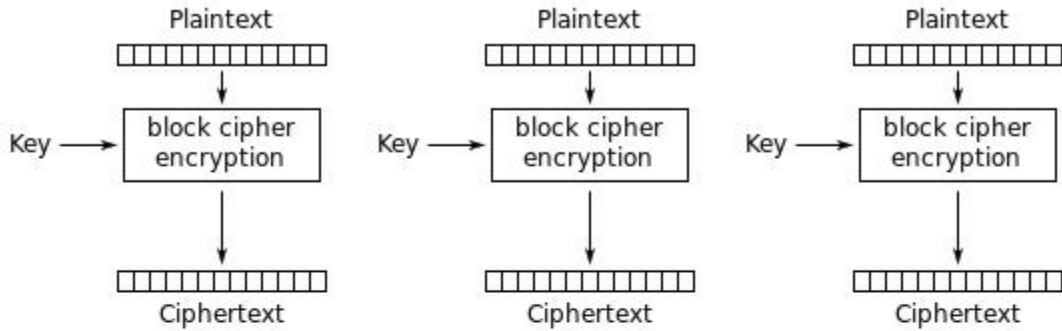 Plaintext Plaintext Plaintext
Key block cipher encryption Key block cipher encryption Key block cipher encryption
Ciphertext Ciphertext Ciphertext